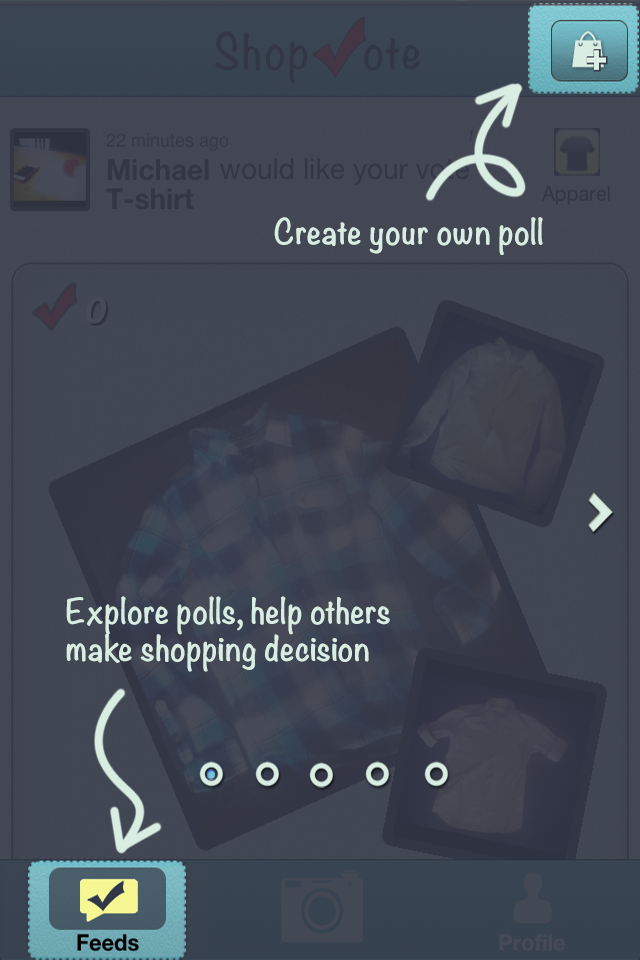 Shop ote
22 minutes ago
Michael would like your vote
T-shirt
Apparel
Create your own poll
0
Explore polls, help others
make shopping decision
Feeds
Profile